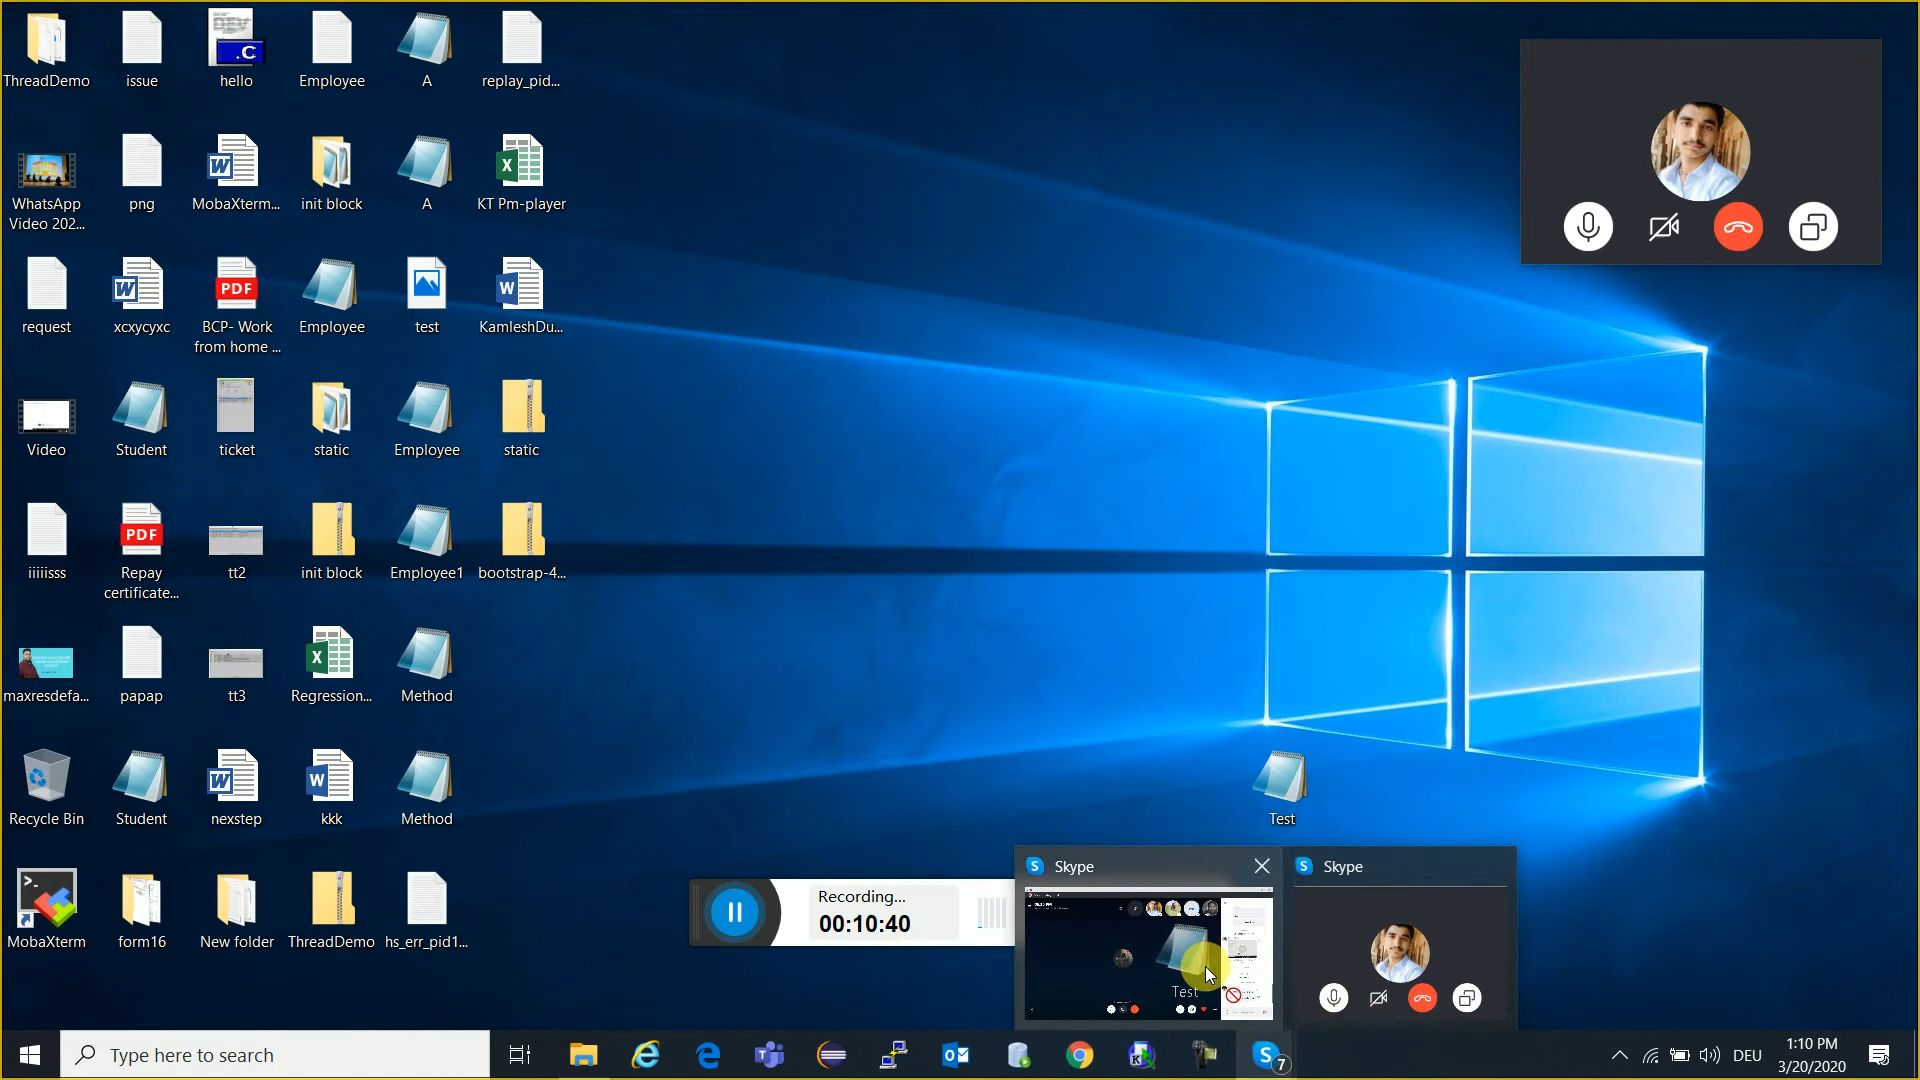 ThreadDemo
issue
hello
Employee
A
replay_pid...
WhatsApp
Video 202...
png
MobaXterm...
init block
A
KT Pm-player
request
xcxycyxc
BCP- Work
from home ...
Employee
test
KamleshDu...
Video
Student
ticket
static
Employee
static
iiiiisss
Repay
certificate...
tt2
init block
Employee1
bootstrap-4...
maxresdefa...
papap
tt3
Regression...
Method
Recycle Bin
Student
nexstep
kkk
Method
Test
MobaXterm
form16
New folder
ThreadDemo
hs_err_pid1...
Recording...
00:10:40
Skype
Test
Skype
Type here to search
7
DEU
1:10 PM
3/20/2020